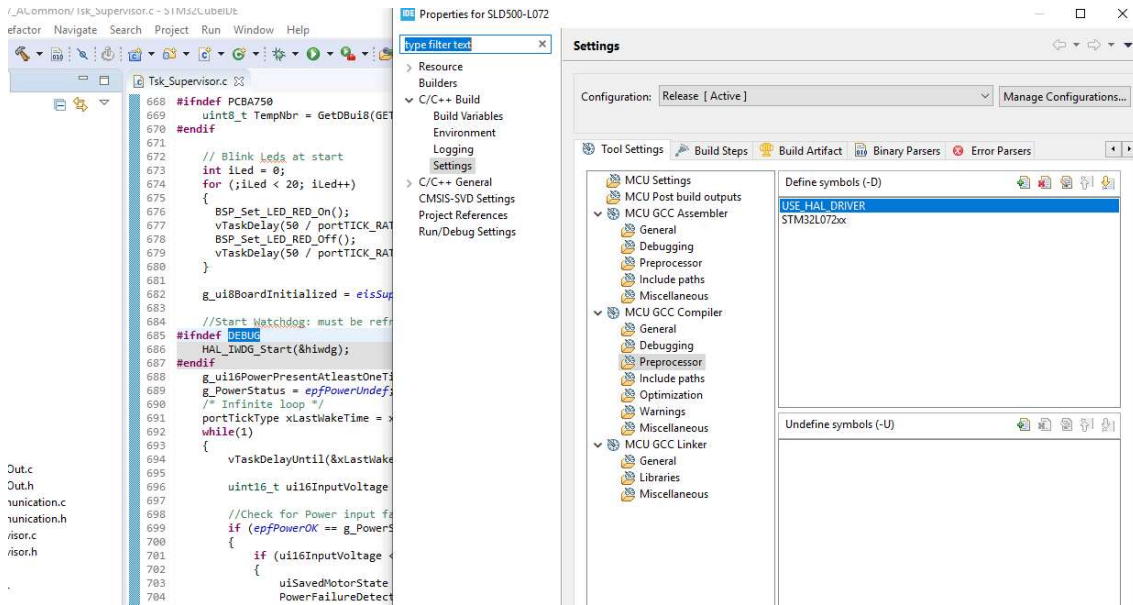 /_ACommon/Tsk_Supervisor.c - STM32CubeIDE
efactor Navigate Search Project Run Window Help
Tsk_Supervisor.c
668 #ifndef PCBA750
669 uint8_t TempNbr = GetDBui8(GET
670 #endif
671
672 // Blink Leds at start
673 int iLed = 0;
674 for (;iLed < 20; iLed++)
675 {
676 BSP_Set_LED_RED_On();
677 vTaskDelay(50 / portTICK_RAT
678 BSP_Set_LED_RED_Off();
679 vTaskDelay(50 / portTICK_RAT
680 }
681
682 g_ui8BoardInitialized = eisSup
683
684 //Start Watchdog: must be refr
685 #ifndef DEBUG
686 HAL_IWDG_Start(&hiwdg);
687 #endif
688 g_ui16PowerPresentAtleastOneTi
689 g_PowerStatus = epfPowerUndef;
690 /* Infinite loop */
691 portTickType xLastWakeTime = x
692 while(1)
693 {
694 vTaskDelayUntil(&xLastWake
695
696 uint16_t ui16InputVoltage
697
698 //Check for Power input fa
699 if (epfPowerOK == g_PowerS
700 {
701 if (ui16InputVoltage <
702 {
703 uiSavedMotorState
704 PowerFailureDetect
Out.c
Out.h
nunication.c
nunication.h
visor.c
visor.h
IDE Properties for SLD500-L072
type filter text
Resource
Builders
C/C++ Build
Build Variables
Environment
Logging
Settings
C/C++ General
CMSIS-SVD Settings
Project References
Run/Debug Settings
Settings
Configuration: Release [ Active ] Manage Configurations...
Tool Settings Build Steps Build Artifact Binary Parsers Error Parsers
MCU Settings
MCU Post build outputs
MCU GCC Assembler
General
Debugging
Preprocessor
Include paths
Miscellaneous
MCU GCC Compiler
General
Debugging
Preprocessor
Include paths
Optimization
Warnings
Miscellaneous
MCU GCC Linker
General
Libraries
Miscellaneous
Define symbols (-D)
USE_HAL_DRIVER
STM32L072xx
Undefine symbols (-U)